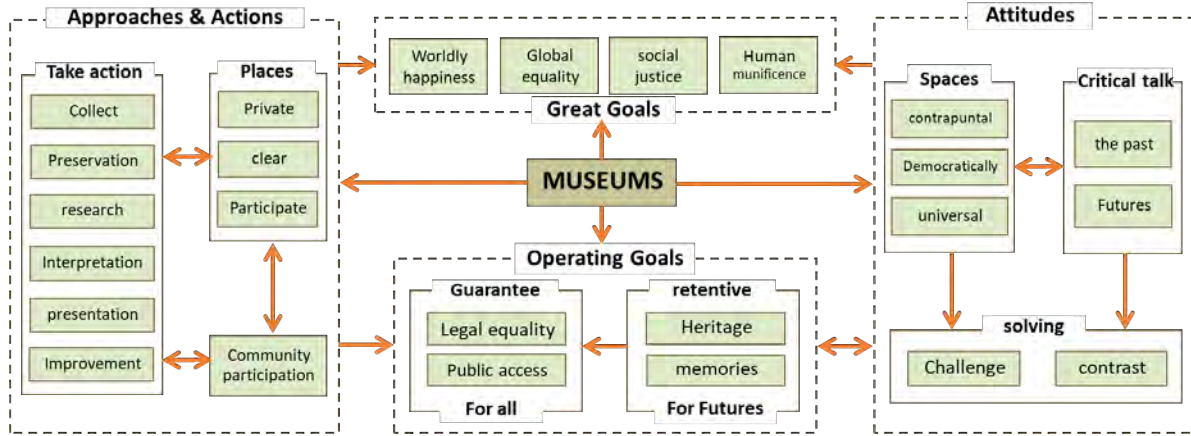 Approaches & Actions
Take action
Collect
Preservation
research
Interpretation
presentation
Improvement
Places
Private
clear
Participate
Community
participation
Worldly
happiness
Global
equality
social
justice
Human
munificence
Great Goals
MUSEUMS
Operating Goals
Guarantee
Legal equality
Public access
For all
retentive
Heritage
memories
For Futures
Attitudes
Spaces
contrapuntal
Democratically
universal
Critical talk
the past
Futures
solving
Challenge
contrast